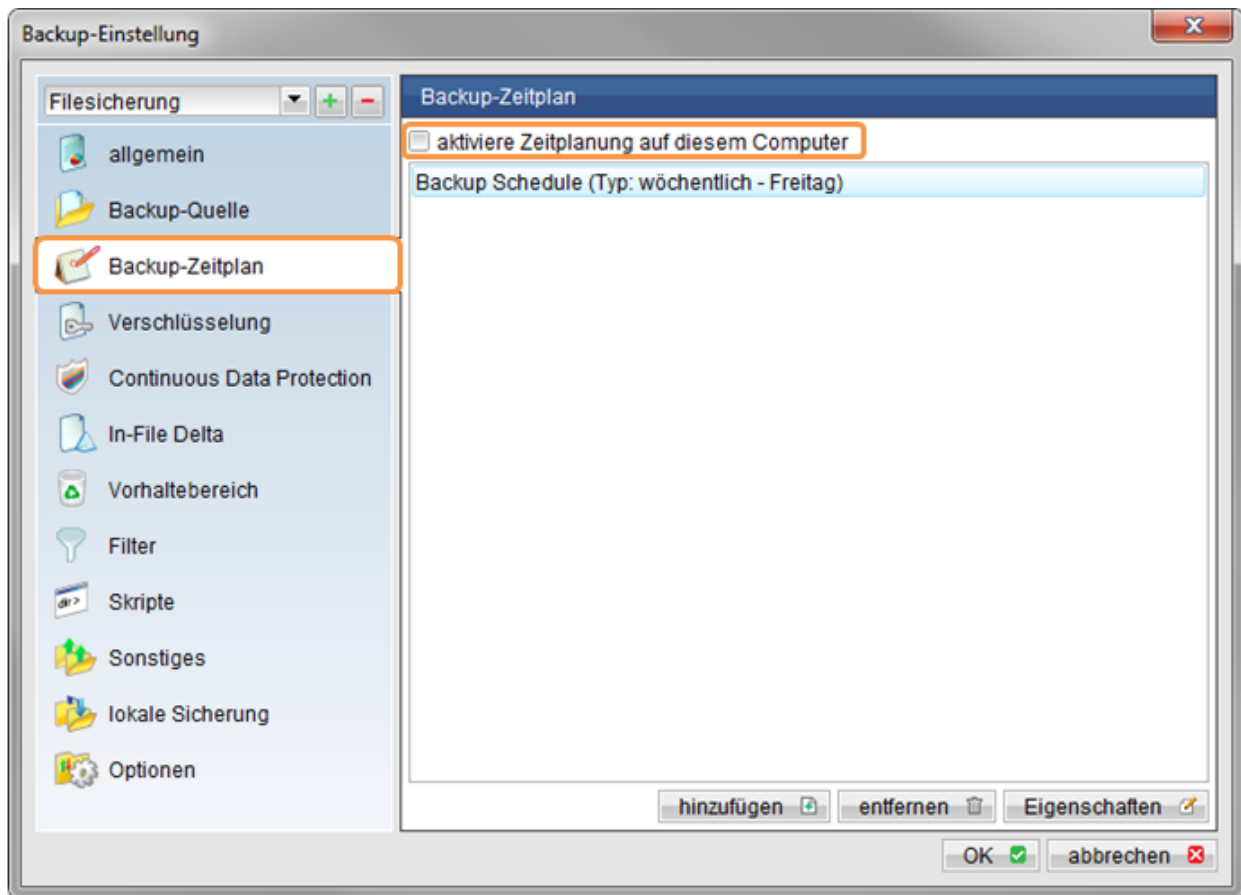 Backup-Einstellung
Filesicherung
allgemein
Backup-Quelle
Backup-Zeitplan
Verschlüsselung
Continuous Data Protection
In-File Delta
Vorhaltebereich
Filter
dir>
Skripte
Sonstiges
lokale Sicherung
Optionen
Backup-Zeitplan
aktiviere Zeitplanung auf diesem Computer
Backup Schedule (Typ: wöchentlich - Freitag)
hinzufügen
entfernen
Eigenschaften
OK
abbrechen